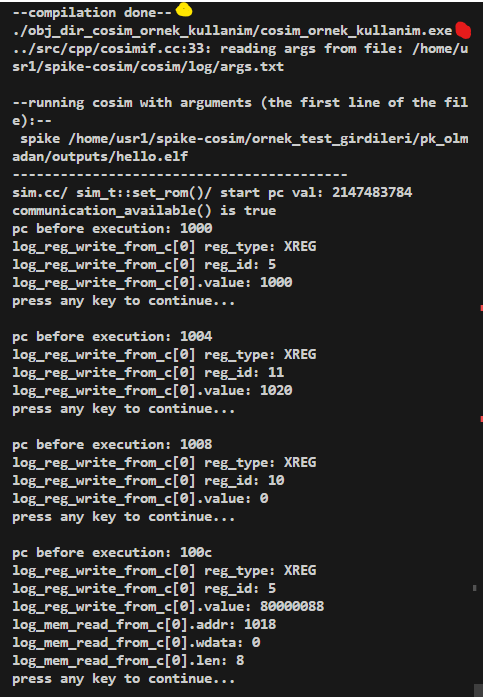 --compilation done--
./obj_dir_cosim_ornek_kullanim/cosim_ornek_kullanim.exe
../src/cpp/cosimif.cc:33: reading args from file: /home/u
sr1/spike-cosim/cosim/log/args.txt

--running cosim with arguments (the first line of the fil
e):--
 spike /home/usr1/spike-cosim/ornek_test_girdileri/pk_olm
adan/outputs/hello.elf
------------------------------------------
sim.cc/ sim_t::set_rom()/ start pc val: 2147483784
communication_available() is true
pc before execution: 1000
log_reg_write_from_c[0] reg_type: XREG
log_reg_write_from_c[0] reg_id: 5
log_reg_write_from_c[0].value: 1000
press any key to continue...

pc before execution: 1004
log_reg_write_from_c[0] reg_type: XREG
log_reg_write_from_c[0] reg_id: 11
log_reg_write_from_c[0].value: 1020
press any key to continue...

pc before execution: 1008
log_reg_write_from_c[0] reg_type: XREG
log_reg_write_from_c[0] reg_id: 10
log_reg_write_from_c[0].value: 0
press any key to continue...

pc before execution: 100c
log_reg_write_from_c[0] reg_type: XREG
log_reg_write_from_c[0] reg_id: 5
log_reg_write_from_c[0].value: 80000088
log_mem_read_from_c[0].addr: 1018
log_mem_read_from_c[0].wdata: 0
log_mem_read_from_c[0].len: 8
press any key to continue...